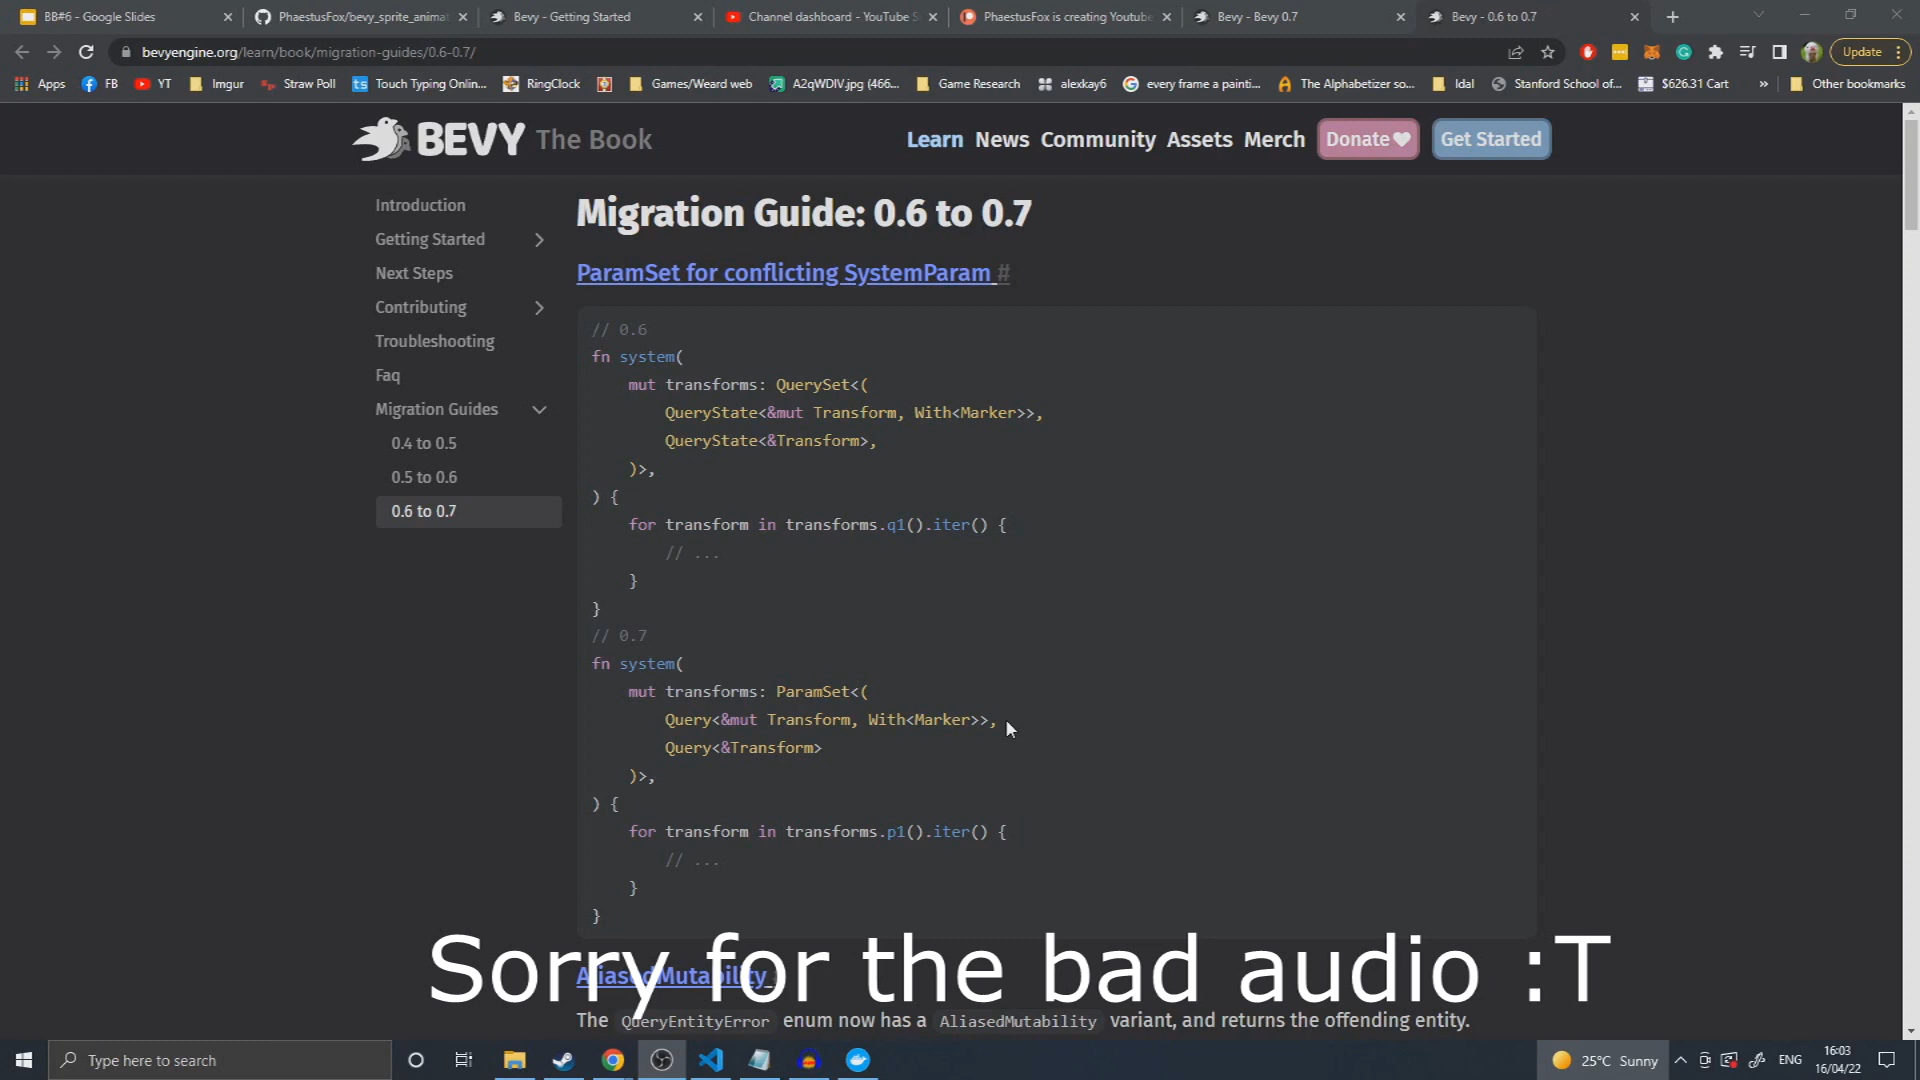 BB#6 - Google Slides
PhaestusFox/bevy_sprite_animat
Bevy - Getting Started
Channel dashboard - YouTube S
PhaestusFox is creating Youtube
Bevy - Bevy 0.7
Bevy - 0.6 to 0.7
bevyengine.org/learn/book/migration-guides/0.6-0.7/
Update
Apps
FB
YT
Imgur
Straw Poll
Touch Typing Onlin...
RingClock
Games/Weard web
A2qWDIV.jpg (466...
Game Research
alexkay6
every frame a painti...
The Alphabetizer so...
Idal
Stanford School of...
$626.31 Cart
»
Other bookmarks
BEVY The Book
Learn News Community Assets Merch Donate Get Started
Introduction
Getting Started
Next Steps
Contributing
Troubleshooting
Faq
Migration Guides
0.4 to 0.5
0.5 to 0.6
0.6 to 0.7
Migration Guide: 0.6 to 0.7
ParamSet for conflicting SystemParam #
// 0.6
fn system(
mut transforms: QuerySet<(
QueryState<&mut Transform, With<Marker>>,
QueryState<&Transform>,
)>,
) {
for transform in transforms.q1().iter() {
// ...
}
}
// 0.7
fn system(
mut transforms: ParamSet<(
Query<&mut Transform, With<Marker>>,
Query<&Transform>
)>,
) {
for transform in transforms.p1().iter() {
// ...
}
}
AliasedMutability
Sorry for the bad audio :T
The QueryEntityError enum now has a AliasedMutability variant, and returns the offending entity.
Type here to search
25°C Sunny
ENG
16:03
16/04/22